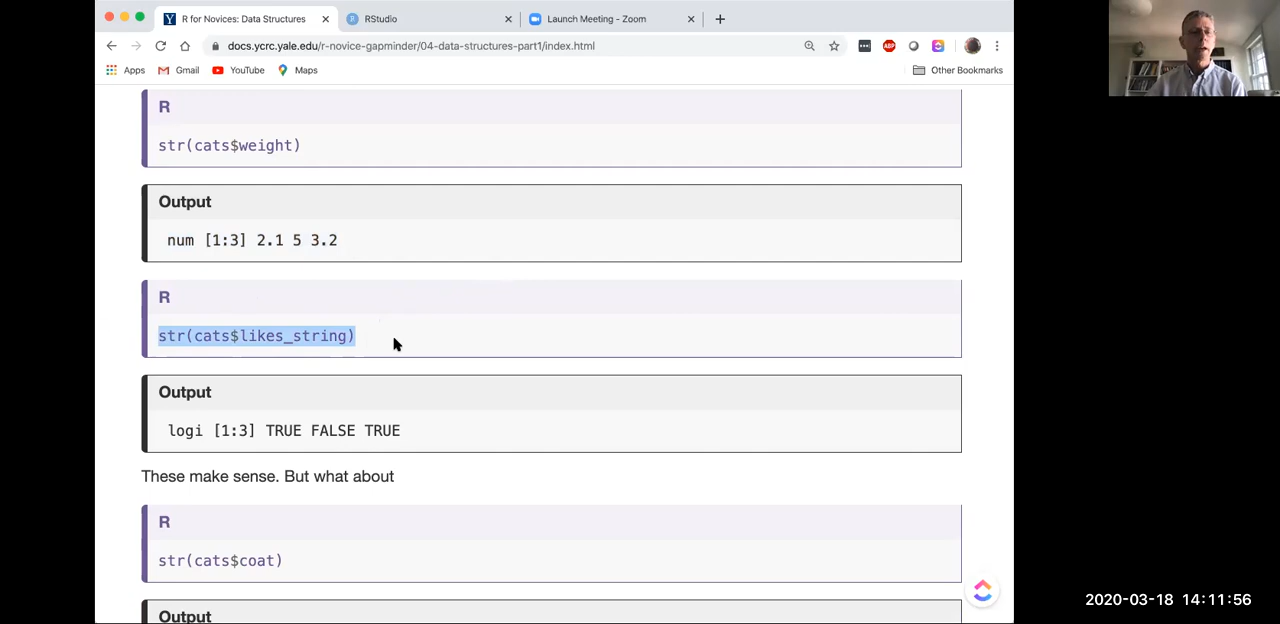 R for Novices: Data Structures
RStudio
Launch Meeting - Zoom
docs.ycrc.yale.edu/r-novice-gapminder/04-data-structures-part1/index.html
ABP
Apps
Gmail
YouTube
Maps
Other Bookmarks
R
str(cats$weight)
Output
num [1:3] 2.1 5 3.2
R
str(cats$likes_string)
Output
logi [1:3] TRUE FALSE TRUE
These make sense. But what about
R
str(cats$coat)
Output
2020-03-18 14:11:56